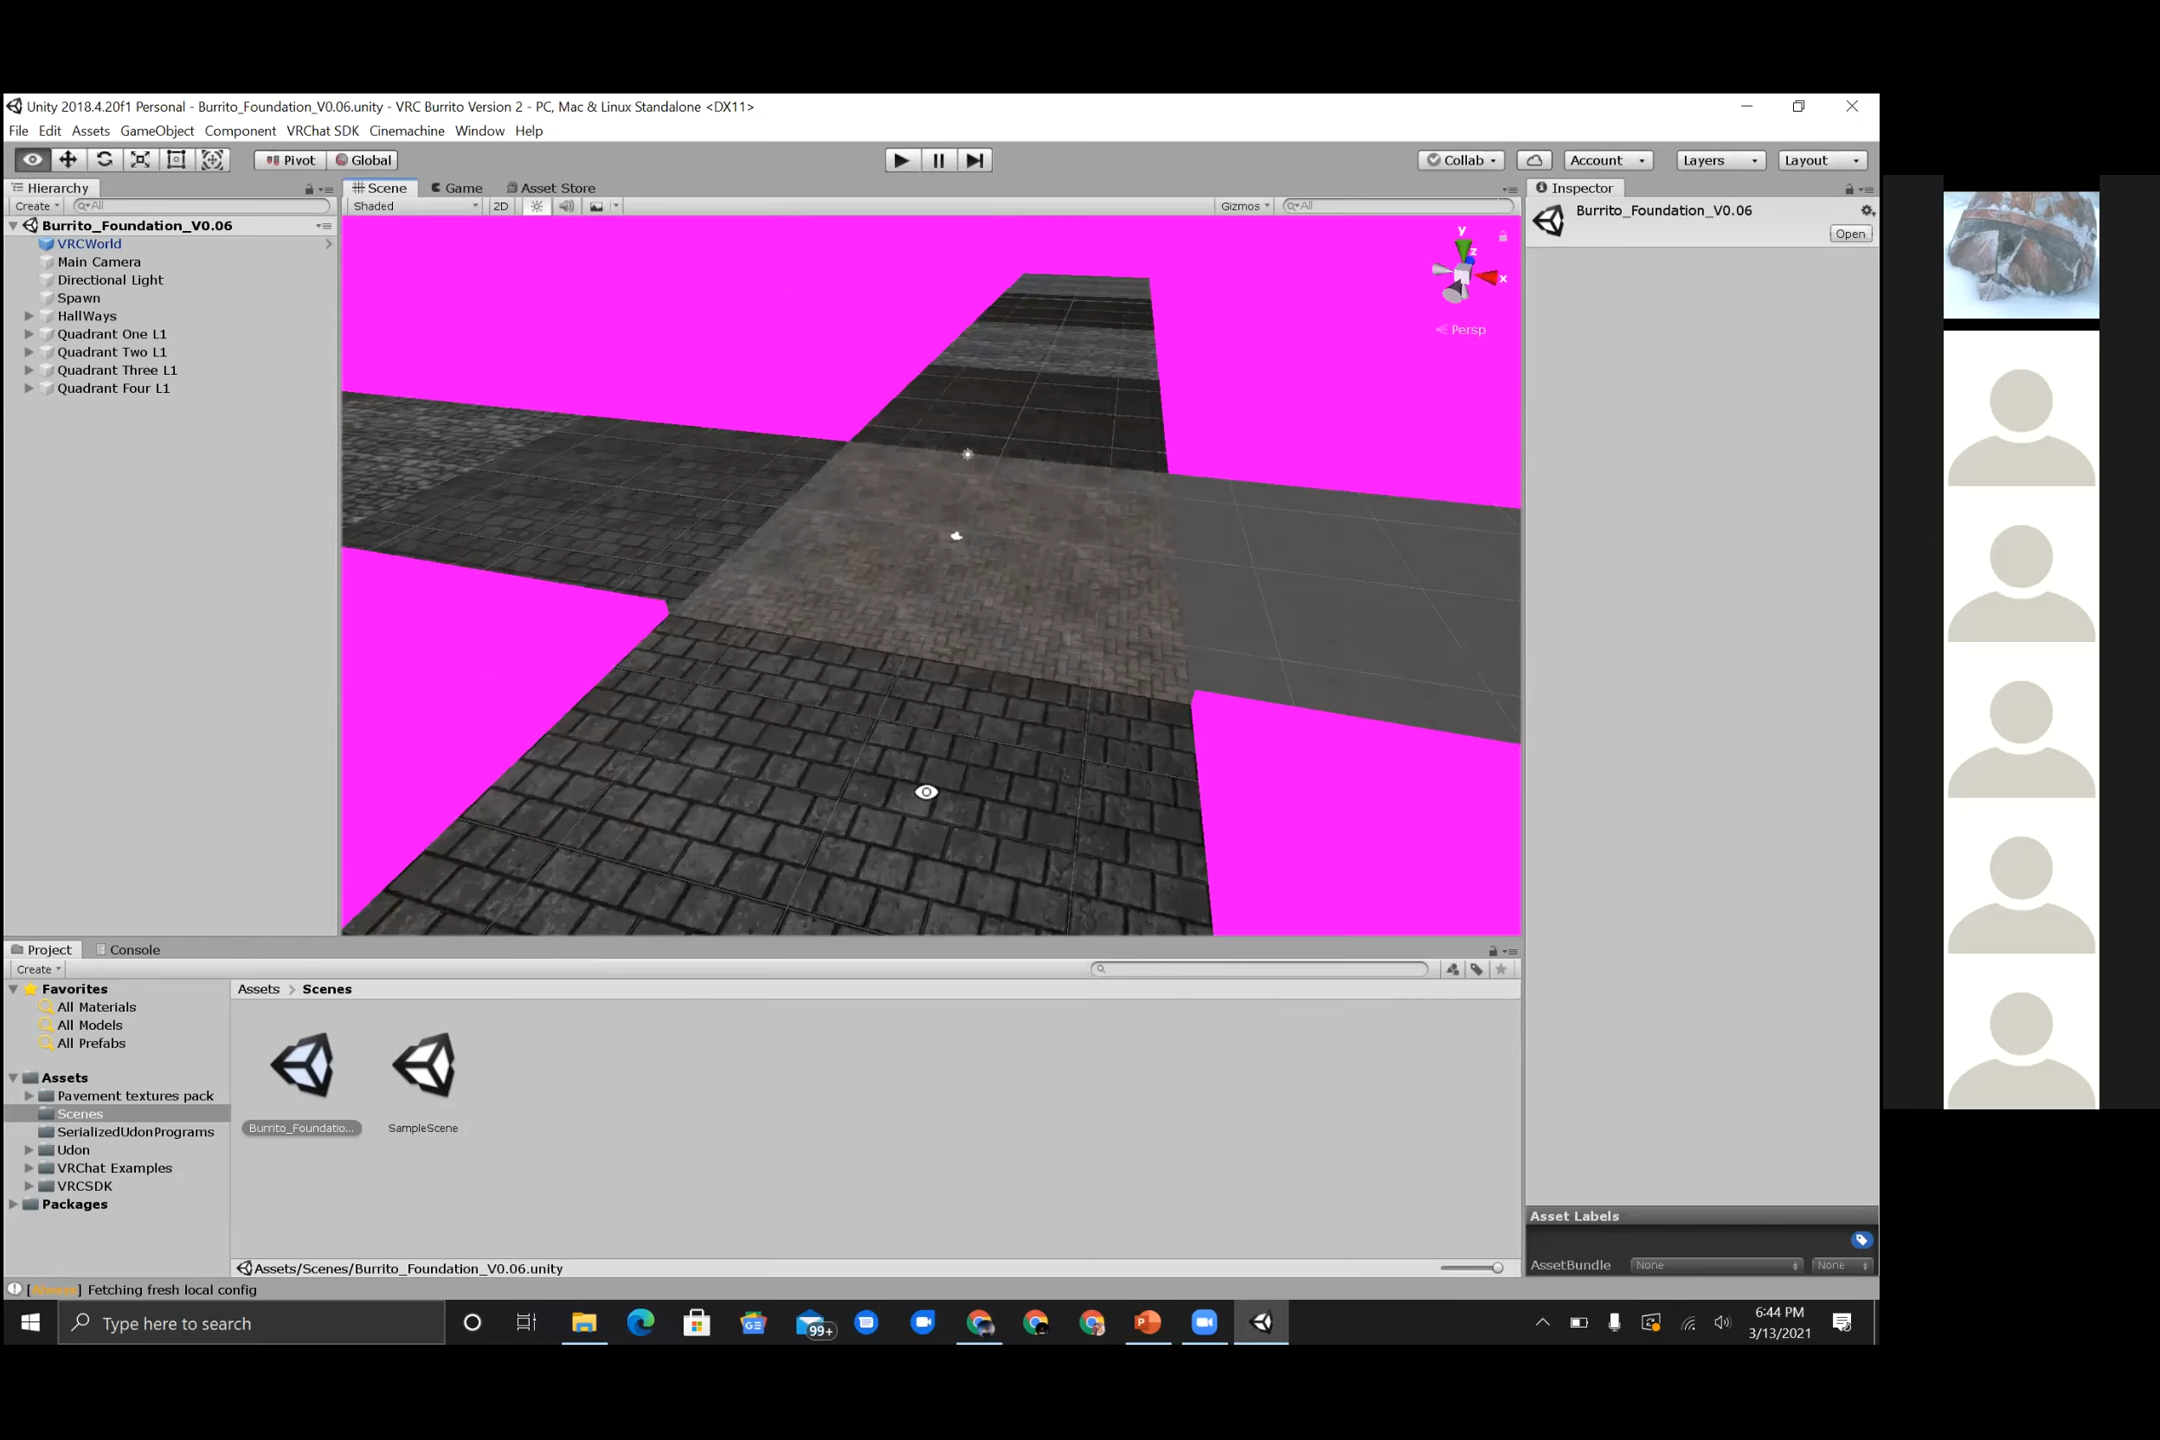 Unity 2018.4.20f1 Personal - Burrito_Foundation_V0.06.unity - VRC Burrito Version 2 - PC, Mac & Linux Standalone <DX11>
File Edit Assets GameObject Component VRChat SDK Cinemachine Window Help
Pivot Global Collab Account Layers Layout
Hierarchy
Create All
Burrito_Foundation_V0.06
VRCWorld
Main Camera
Directional Light
Spawn
HallWays
Quadrant One L1
Quadrant Two L1
Quadrant Three L1
Quadrant Four L1
Scene Game Asset Store
Shaded 2D Gizmos All
y
z
x
Persp
Inspector
Burrito_Foundation_V0.06
Open
Project Console
Create
Favorites
All Materials
All Models
All Prefabs
Assets
Pavement textures pack
Scenes
SerializedUdonPrograms
Udon
VRChat Examples
VRCSDK
Packages
Assets > Scenes
Burrito_Foundatio... SampleScene
Assets/Scenes/Burrito_Foundation_V0.06.unity
Asset Labels
AssetBundle None None
[Always] Fetching fresh local config
Type here to search
99+
6:44 PM
3/13/2021